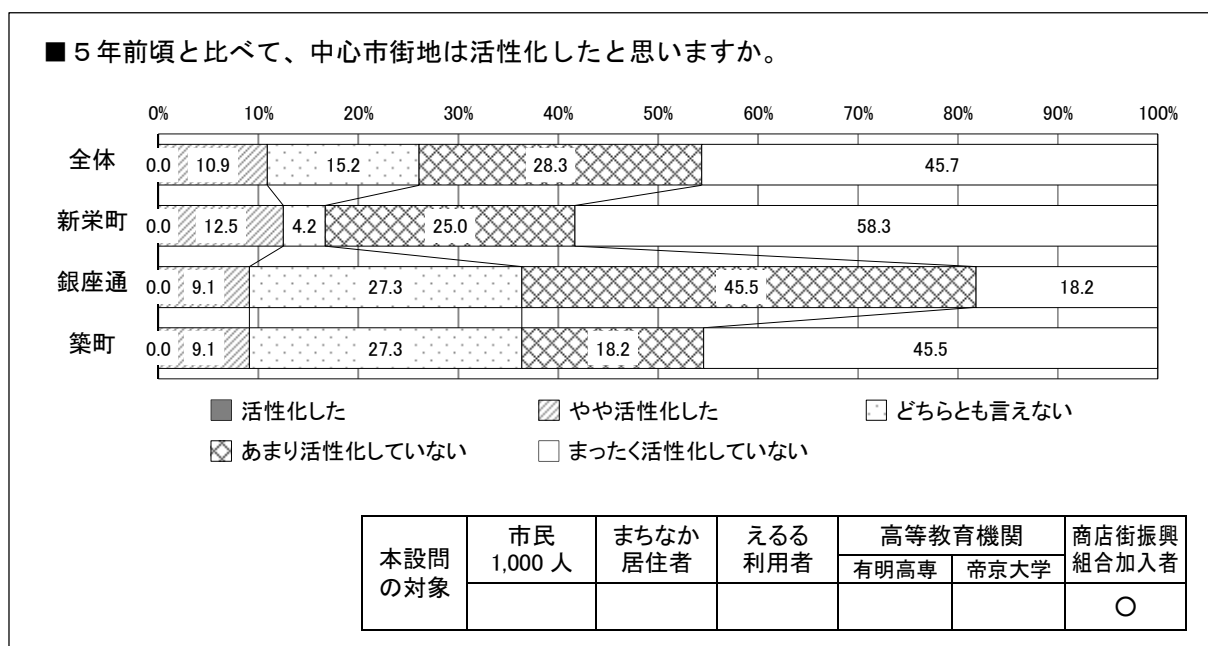 ■５年前頃と比べて、中心市街地は活性化したと思いますか。
0% 10% 20% 30% 40% 50% 60% 70% 80% 90% 100%
全体 0.0 10.9 15.2 28.3 45.7
新栄町 0.0 12.5 4.2 25.0 58.3
銀座通 0.0 9.1 27.3 45.5 18.2
築町 0.0 9.1 27.3 18.2 45.5
活性化した やや活性化した どちらとも言えない
あまり活性化していない まったく活性化していない
本設問
の対象
市民
1,000 人
まちなか
居住者
えるる
利用者
高等教育機関
有明高専 帝京大学
商店街振興
組合加入者
○